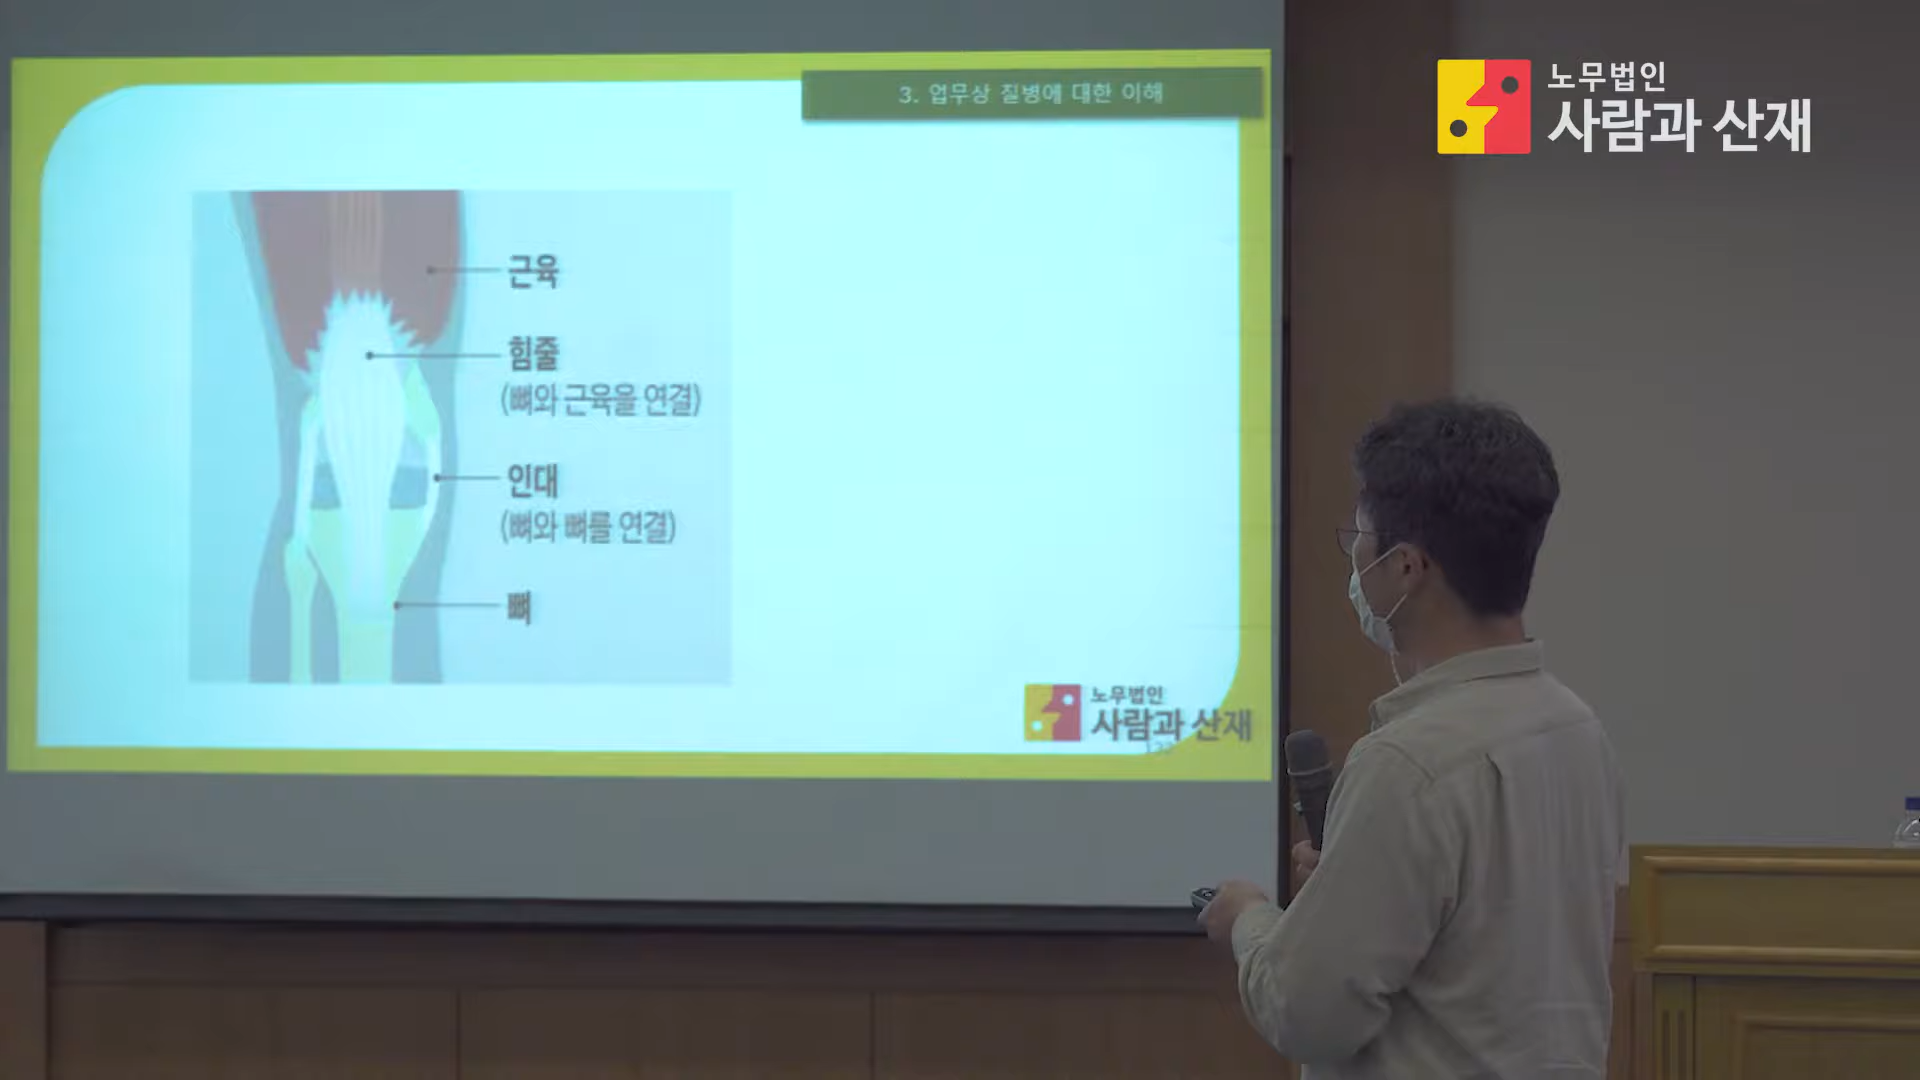 3. 업무상 질병에 대한 이해
노무법인
사람과 산재
근육
힘줄
(뼈와 근육을 연결)
인대
(뼈와 뼈를 연결)
뼈
노무법인
사람과 산재